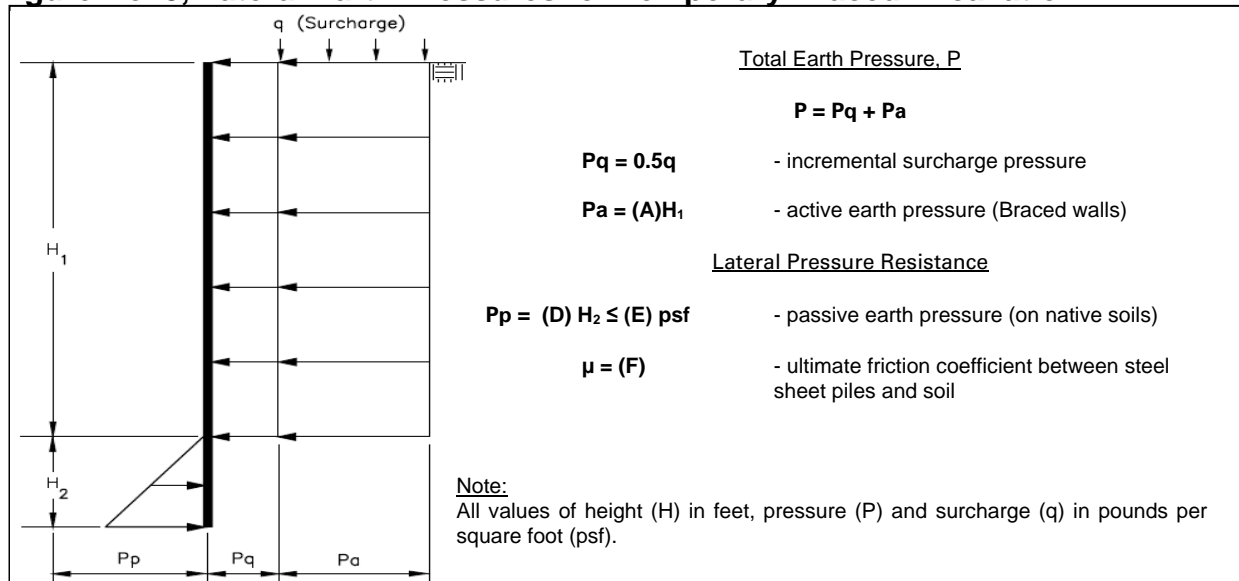 q (Surcharge)
H1
H2
Pp
Pq
Pa
Total Earth Pressure, P
P = Pq + Pa
Pq = 0.5q - incremental surcharge pressure
Pa = (A)H₁ - active earth pressure (Braced walls)
Lateral Pressure Resistance
Pp = (D) H₂ ≤ (E) psf - passive earth pressure (on native soils)
µ = (F) - ultimate friction coefficient between steel
sheet piles and soil
Note:
All values of height (H) in feet, pressure (P) and surcharge (q) in pounds per
square foot (psf).